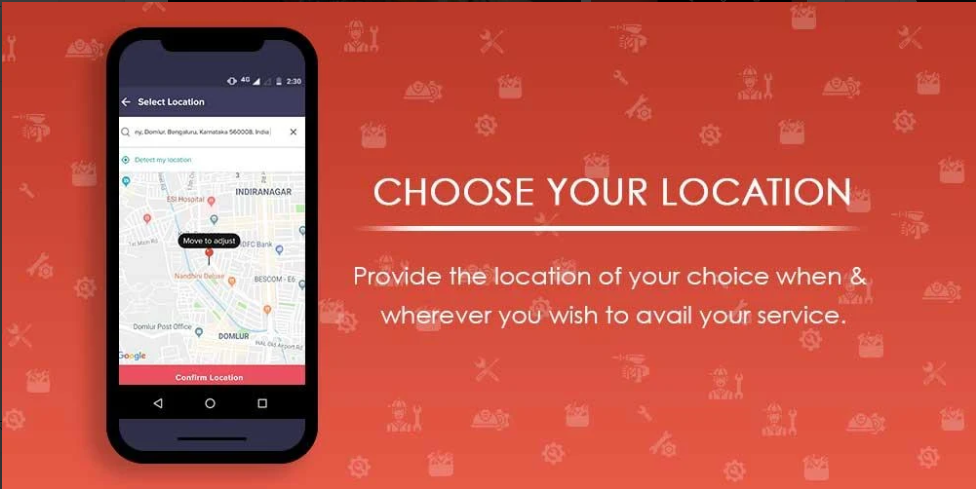 4G 2:30
Select Location
ny, Domlur, Bengaluru, Karnataka 560008, India
Detect my location
INDIRANAGAR
ESI Hospital
Move to adjust
IDFC Bank
Nandhini Deluxe
BESCOM - E6
Domlur Post Office
DOMLUR
HAL Old Airport Rd
Google
Confirm Location
CHOOSE YOUR LOCATION
Provide the location of your choice when &
wherever you wish to avail your service.